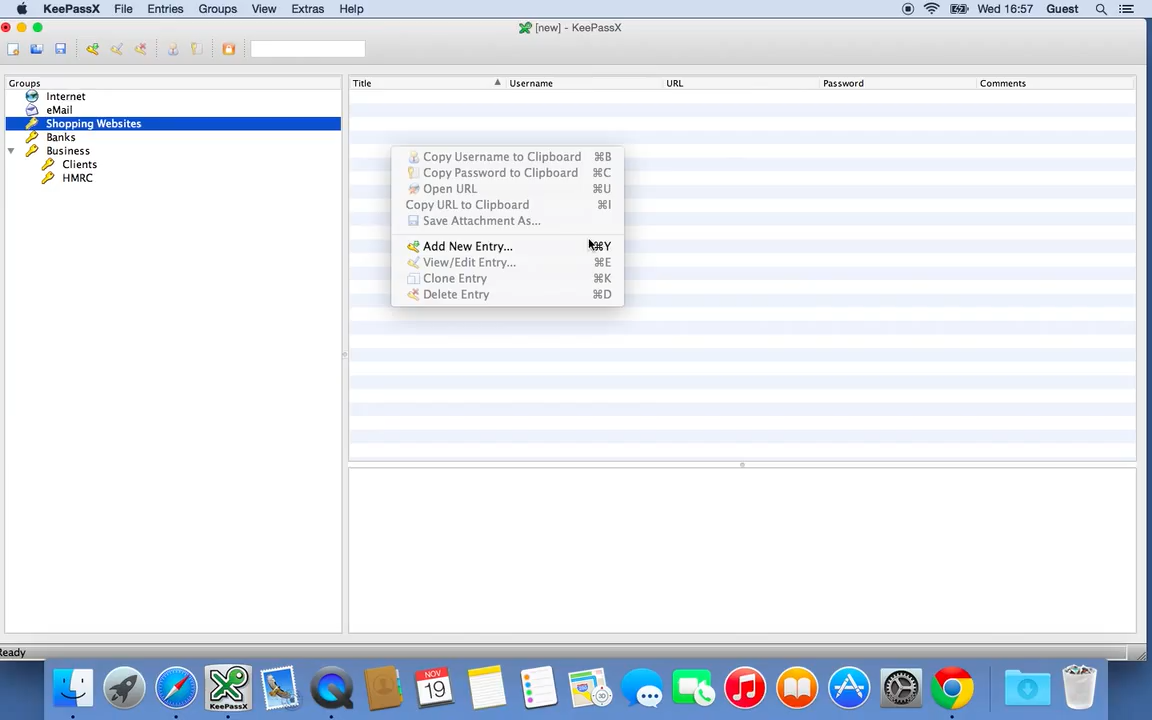 KeePassX File Entries Groups View Extras Help Wed 16:57 Guest
[new] - KeePassX
Groups
Title Username URL Password Comments
Internet
eMail
Shopping Websites
Banks
Business
Clients
HMRC
Copy Username to Clipboard ⌘B
Copy Password to Clipboard ⌘C
Open URL ⌘U
Copy URL to Clipboard ⌘I
Save Attachment As...
Add New Entry... ⌘Y
View/Edit Entry... ⌘E
Clone Entry ⌘K
Delete Entry ⌘D
Ready
KeePassX
NOV
19